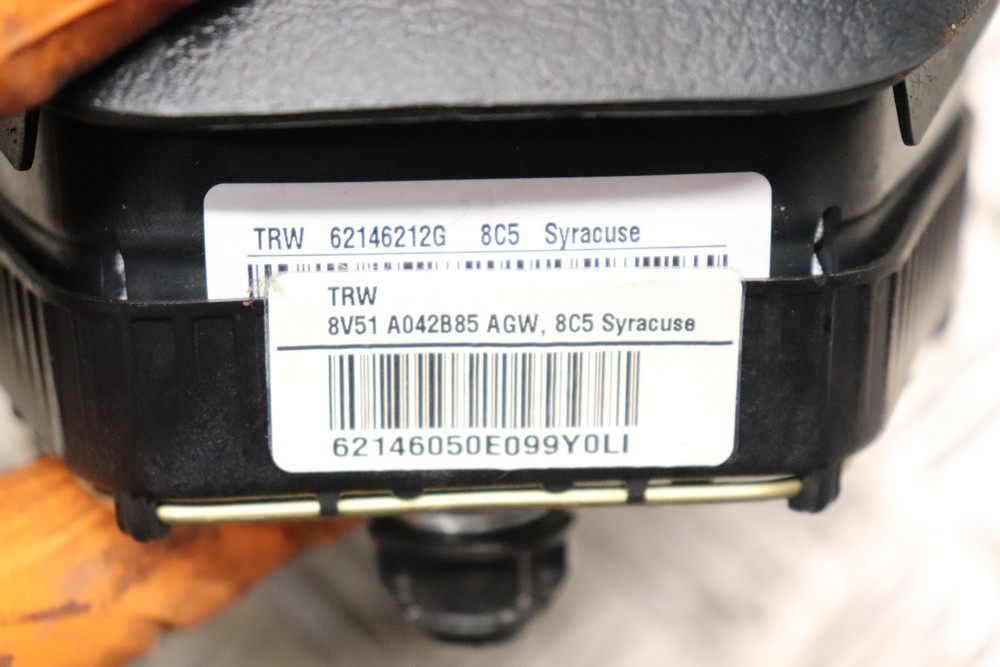 TRW 62146212G 8C5 Syracuse
TRW
8V51 A042B85 AGW, 8C5 Syracuse
62146050E099Y0LI